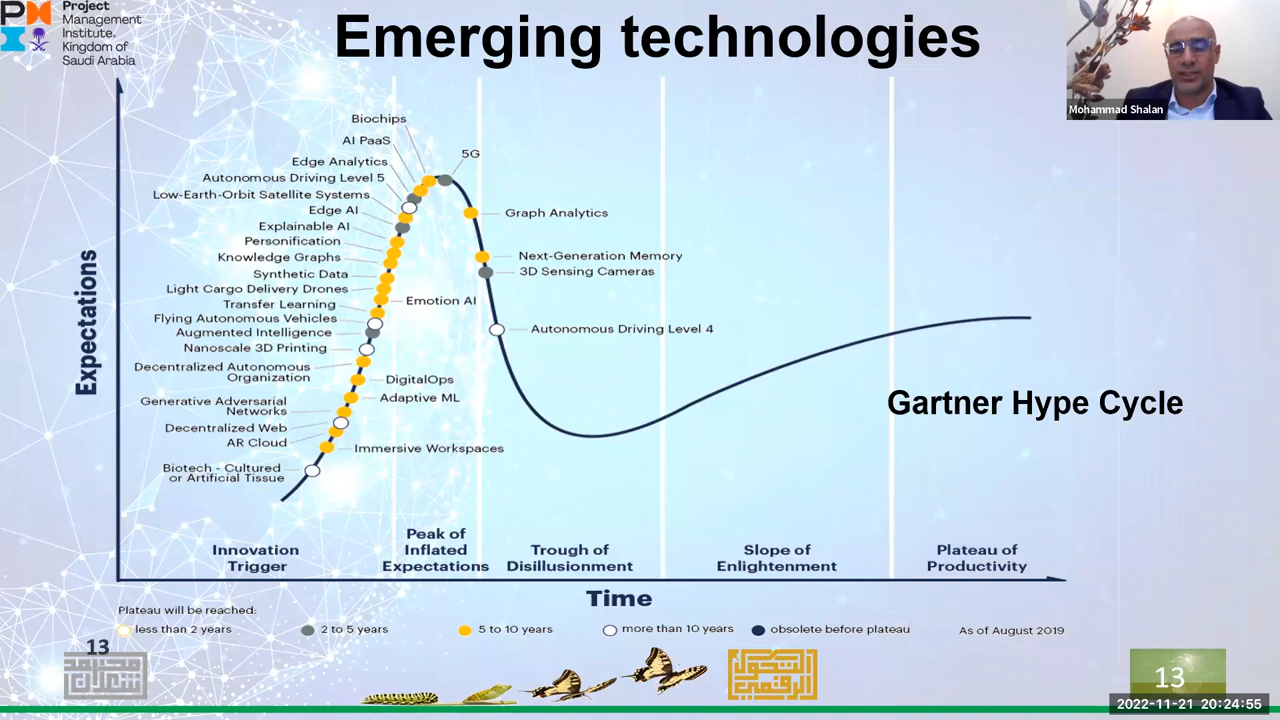 Project
Management
Institute.
Kingdom of
Saudi Arabia
Emerging technologies
Mohammad Shalan
Expectations
Biochips
AI PaaS
5G
Edge Analytics
Autonomous Driving Level 5
Low-Earth-Orbit Satellite Systems
Edge AI
Graph Analytics
Explainable AI
Personification
Knowledge Graphs
Next-Generation Memory
Synthetic Data
3D Sensing Cameras
Light Cargo Delivery Drones
Emotion AI
Transfer Learning
Flying Autonomous Vehicles
Augmented Intelligence
Autonomous Driving Level 4
Nanoscale 3D Printing
Decentralized Autonomous
Organization
DigitalOps
Adaptive ML
Generative Adversarial
Networks
Decentralized Web
AR Cloud
Immersive Workspaces
Biotech - Cultured
or Artificial Tissue
Gartner Hype Cycle
Innovation
Trigger
Peak of
Inflated
Expectations
Trough of
Disillusionment
Slope of
Enlightenment
Plateau of
Productivity
Time
Plateau will be reached:
less than 2 years
2 to 5 years
5 to 10 years
more than 10 years
obsolete before plateau
As of August 2019
13
13
2022-11-21 20:24:55